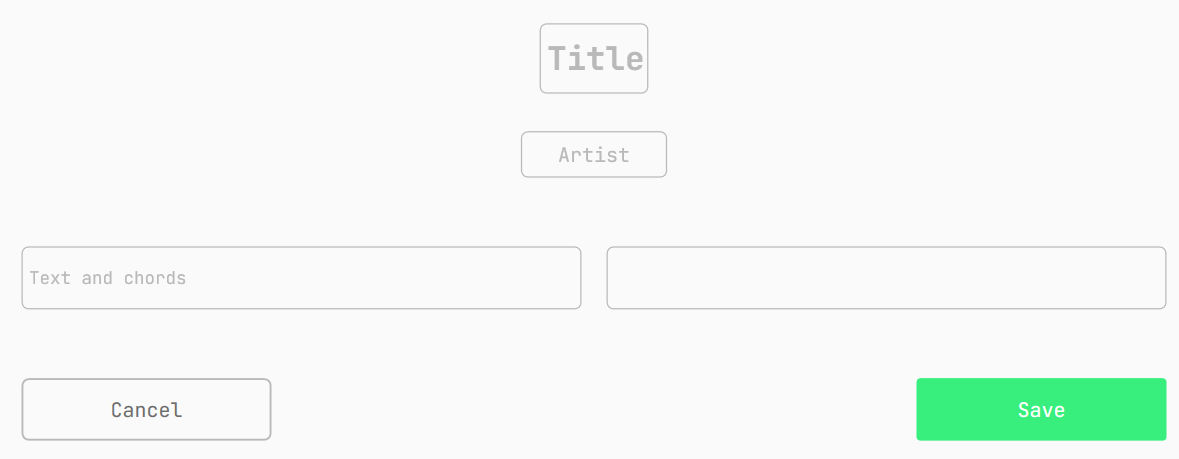 Title
Artist
Text and chords
Cancel
Save